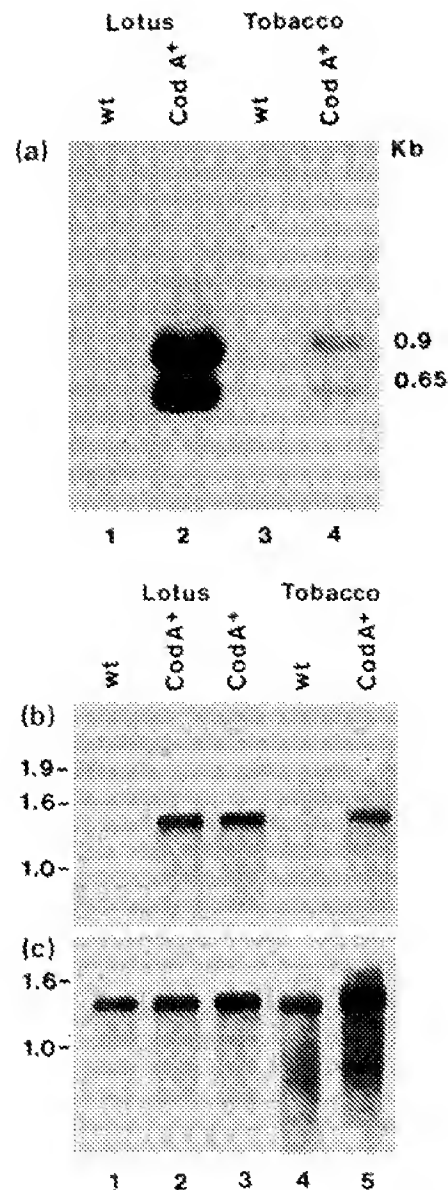 Lotus Tobacco
wt Cod A+ wt Cod A+
(a) Kb
0.9
0.65
1 2 3 4
Lotus Tobacco
wt CodA+ CodA+ wt CodA+
(b)
1.9-
1.6-
1.0-
(c)
1.6-
1.0-
1 2 3 4 5